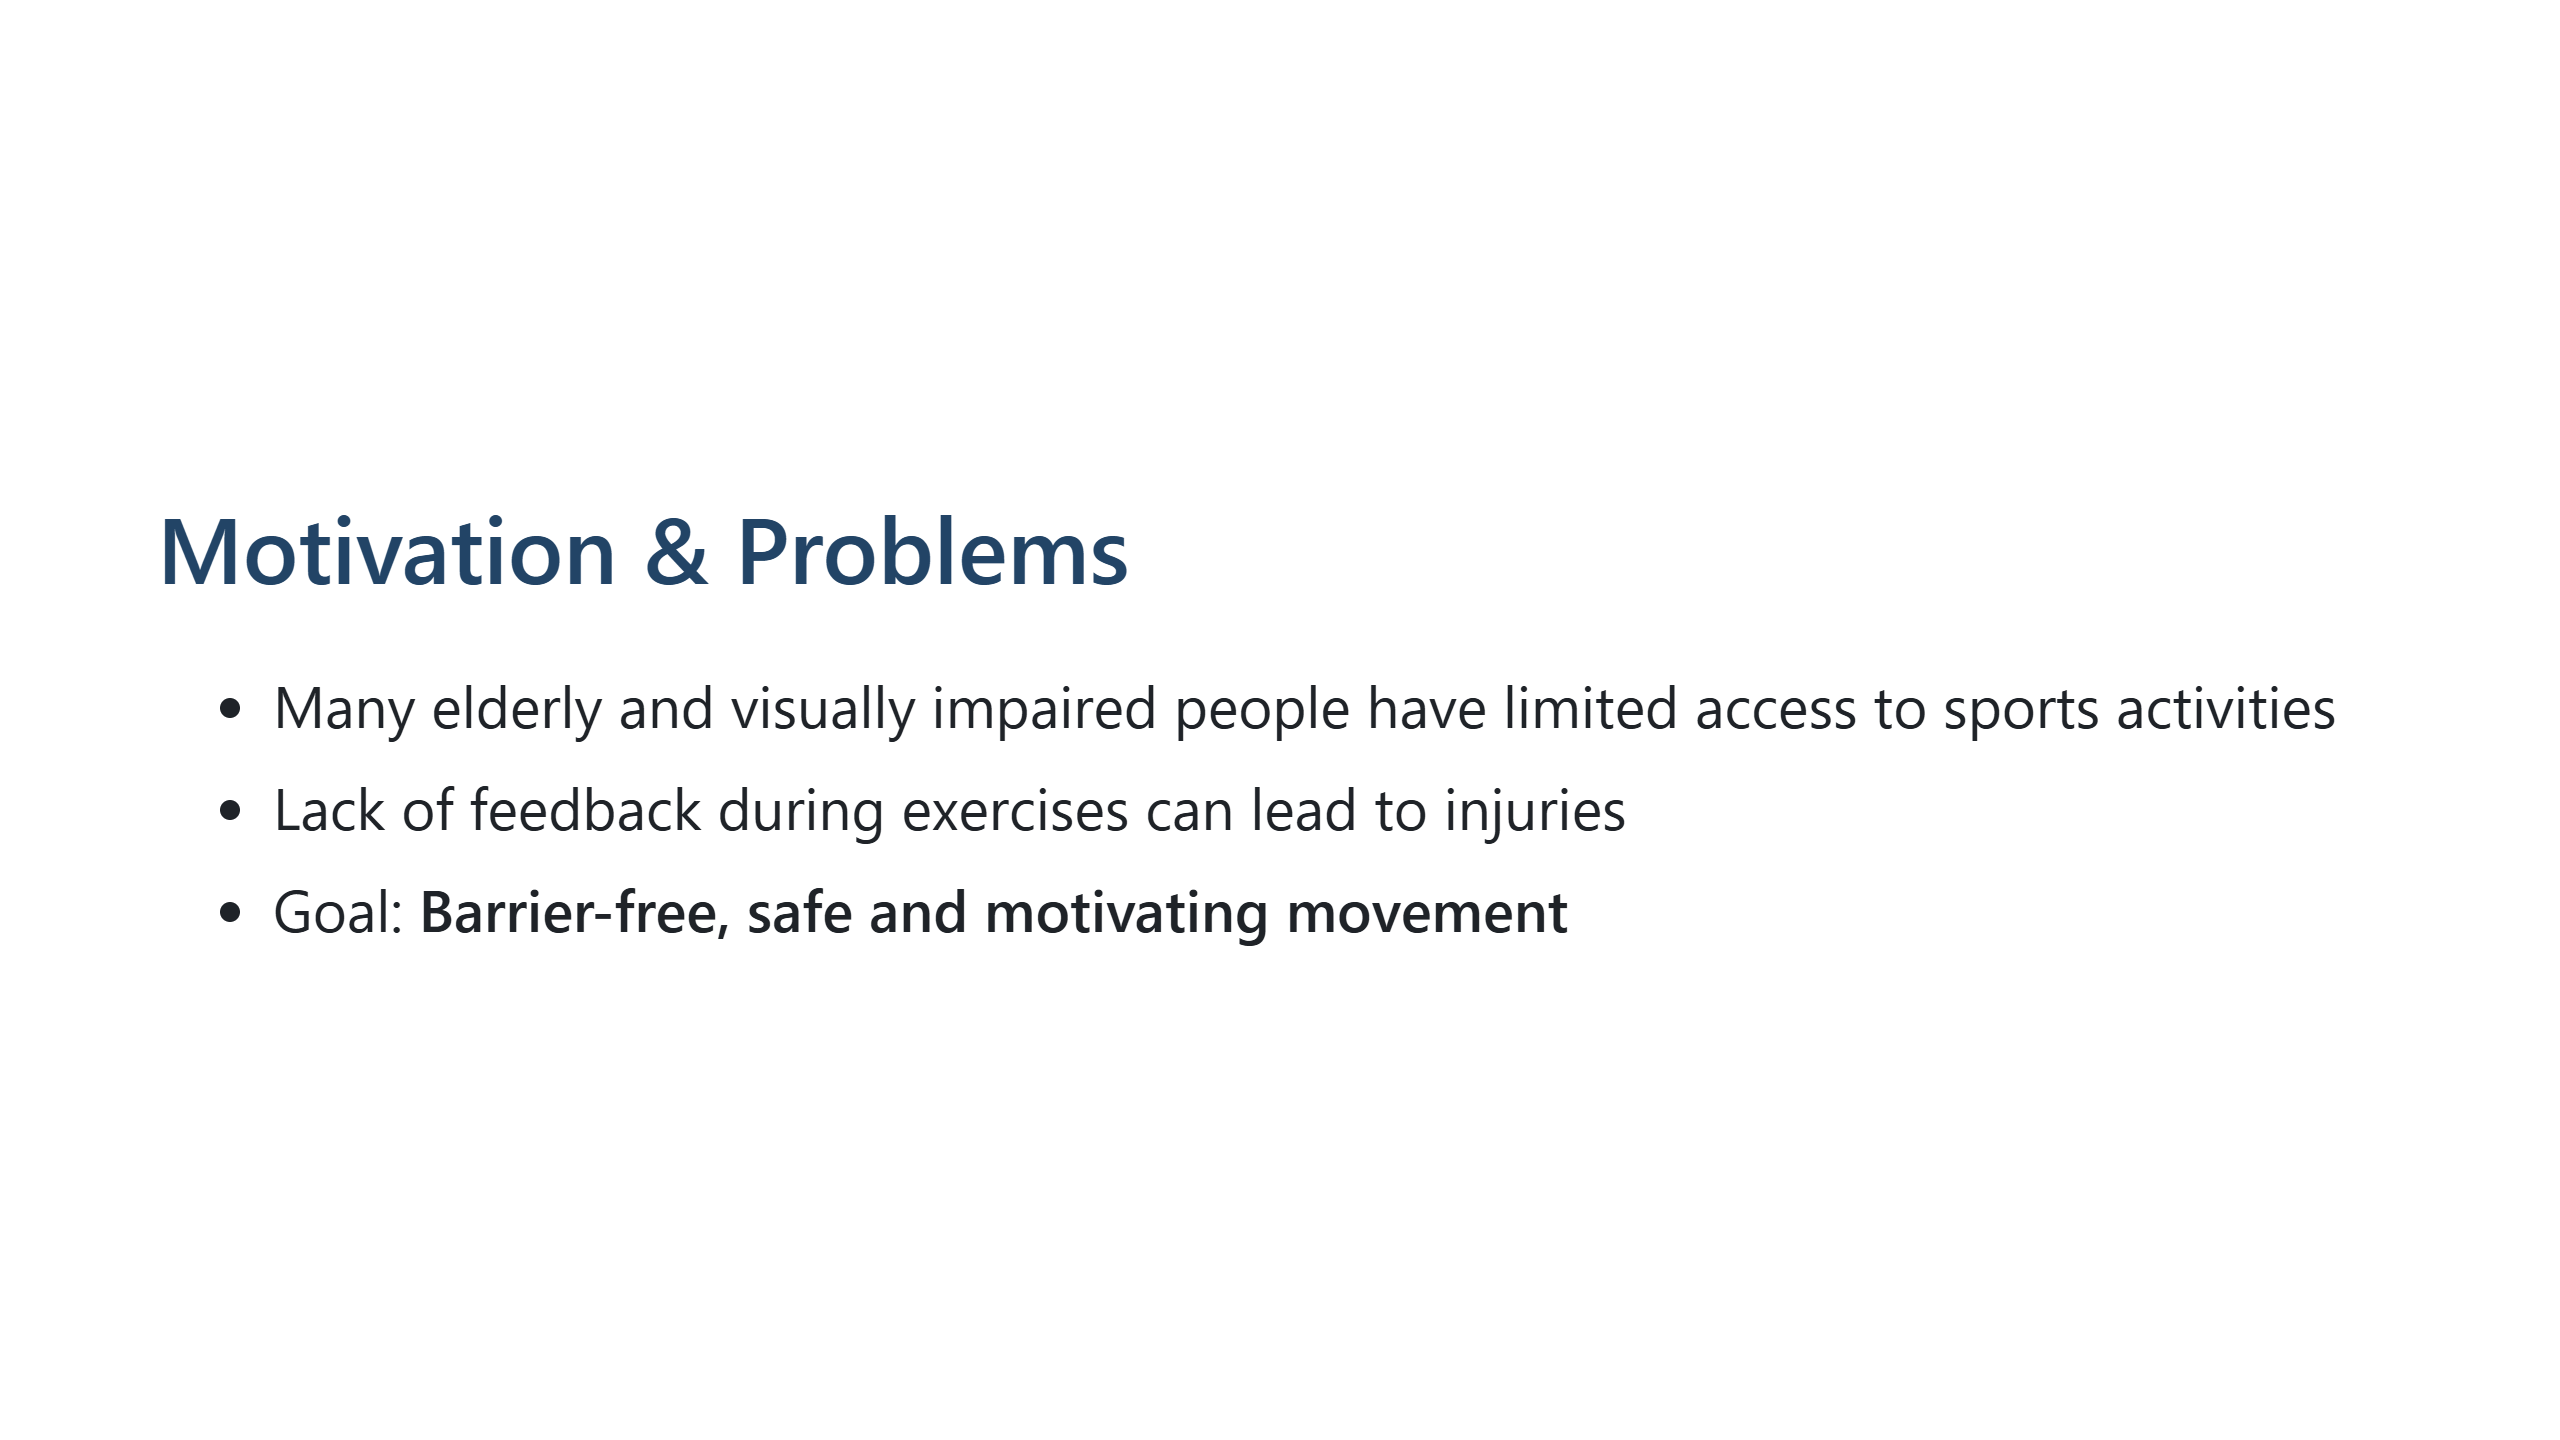 Motivation & Problems
• Many elderly and visually impaired people have limited access to sports activities
• Lack of feedback during exercises can lead to injuries
• Goal: Barrier-free, safe and motivating movement